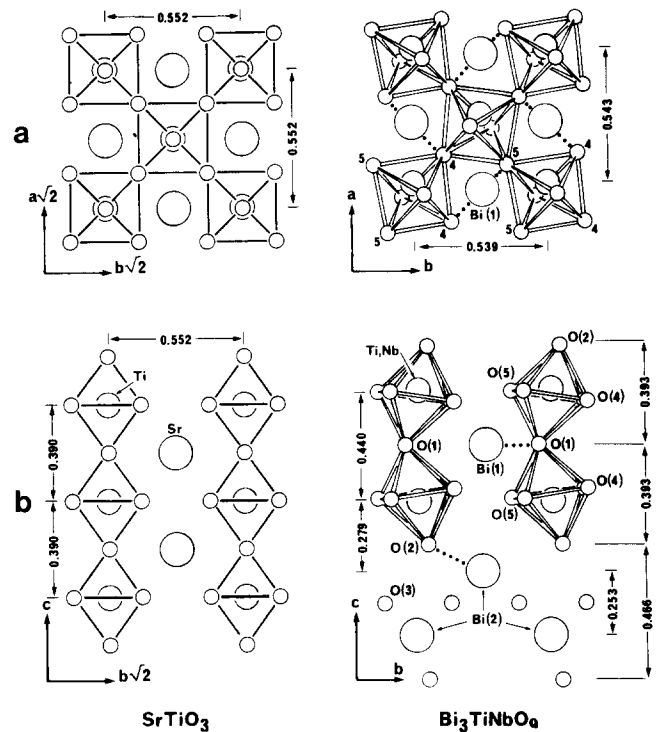 0.552
0.552
a
a√2
b√2
5
4
4
5
4
5
5
4
Bi(1)
0.543
a
b
0.539
0.552
Ti
Sr
0.390
0.390
b
c
b√2
SrTiO3
Ti,Nb
O(2)
O(5)
O(4)
0.393
0.440
O(1)
O(1)
Bi(1)
0.393
O(4)
O(5)
0.279
O(2)
O(3)
Bi(2)
0.253
0.466
c
b
Bi3TiNbO9